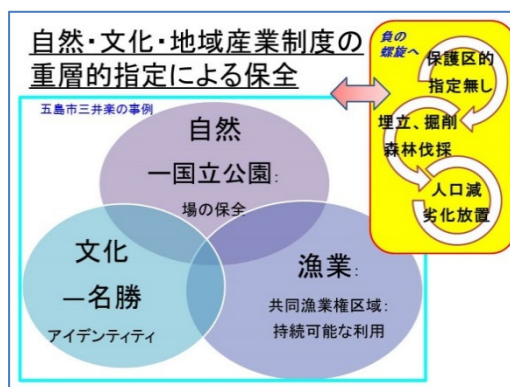 自然・文化・地域産業制度の
重層的指定による保全
五島市三井楽の事例
自然
―国立公園:
場の保全
文化
―名勝
アイデンティティ
漁業:
共同漁業権区域:
持続可能な利用
負の
螺旋へ
保護区的
指定無し
埋立、掘削
森林伐採
人口減
劣化放置